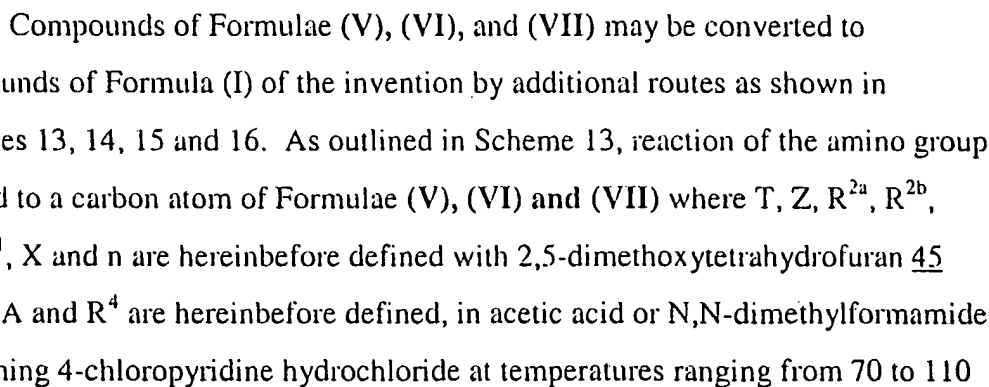 Compounds of Formulae (V), (VI), and (VII) may be converted to
unds of Formula (I) of the invention by additional routes as shown in
es 13, 14, 15 and 16. As outlined in Scheme 13, reaction of the amino group
d to a carbon atom of Formulae (V), (VI) and (VII) where T, Z, R^2a, R^2b,
, X and n are hereinbefore defined with 2,5-dimethoxytetrahydrofuran 45
A and R^4 are hereinbefore defined, in acetic acid or N,N-dimethylformamide
ning 4-chloropyridine hydrochloride at temperatures ranging from 70 to 110